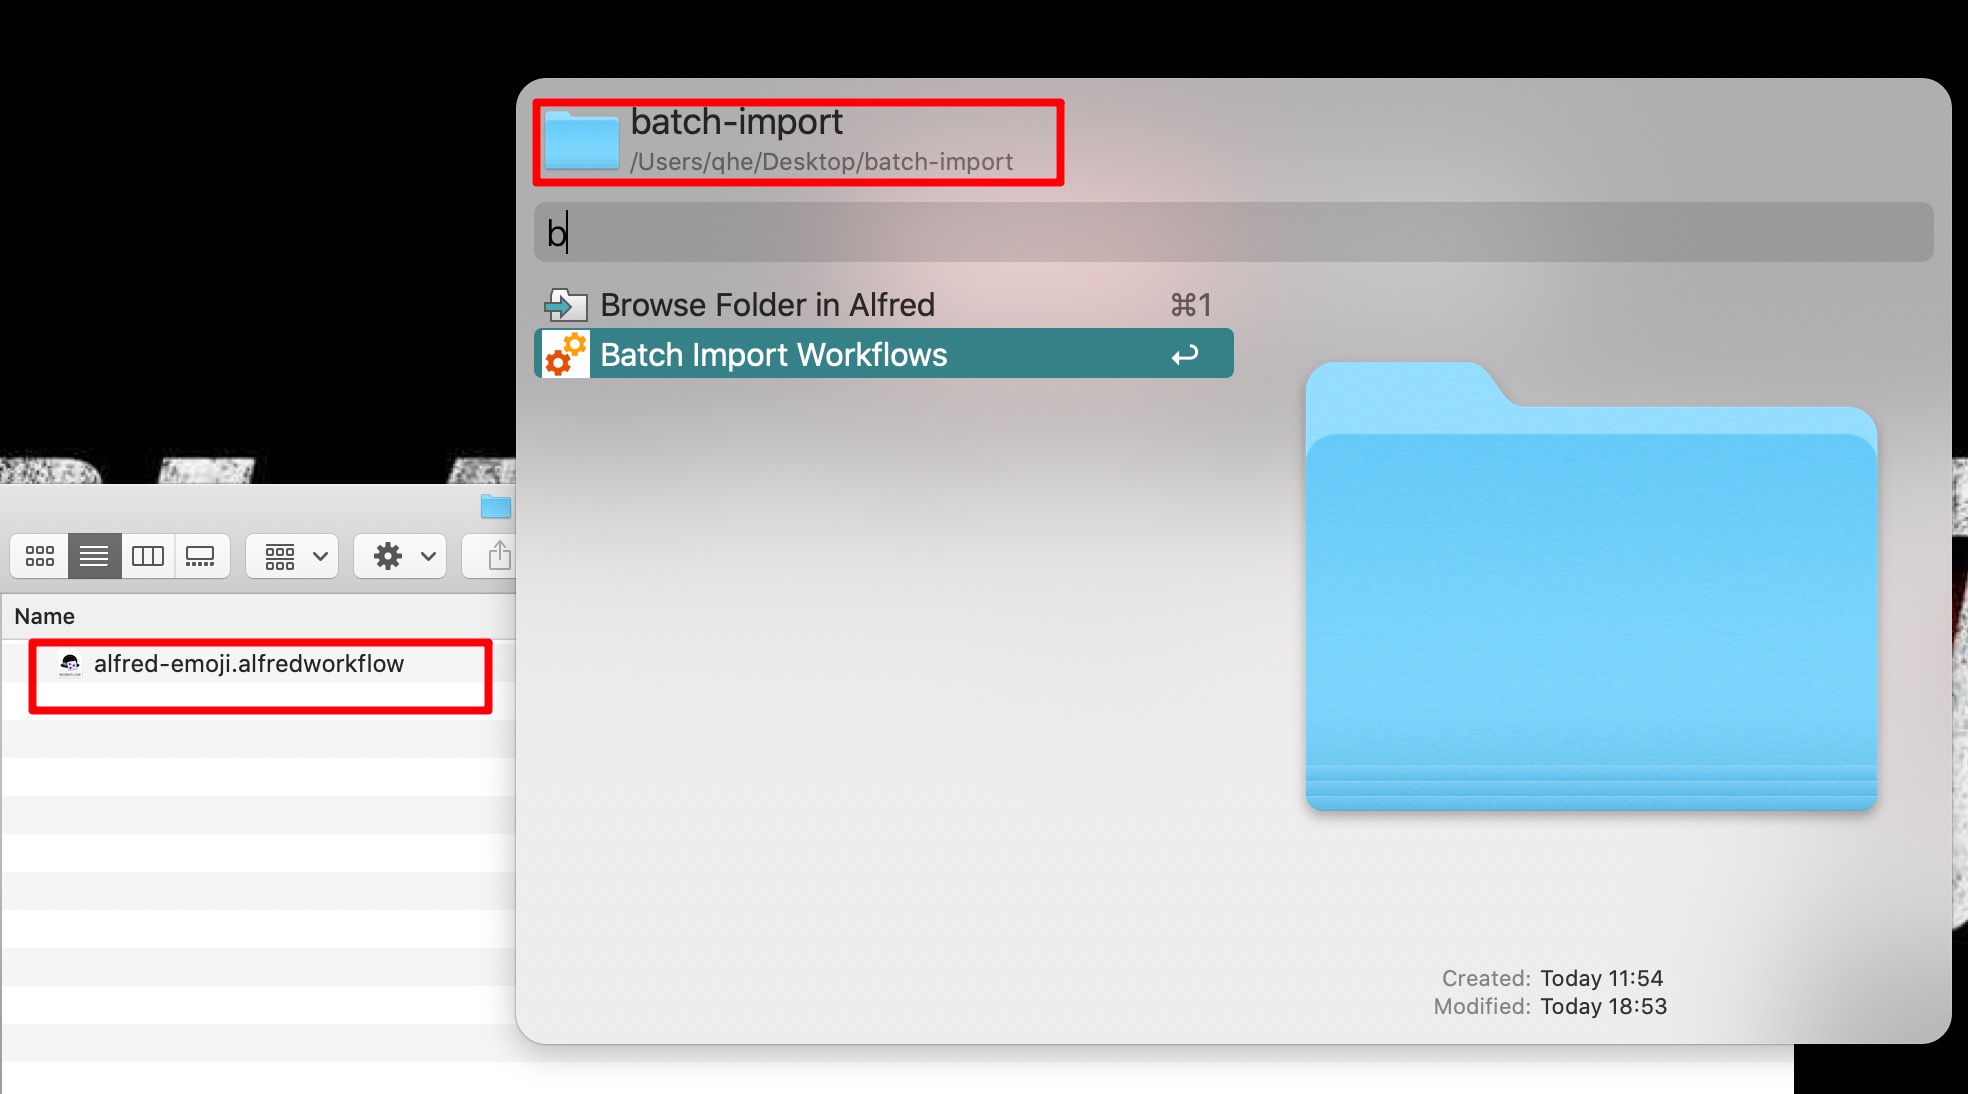 batch-import
/Users/qhe/Desktop/batch-import
b
Browse Folder in Alfred ⌘1
Batch Import Workflows ↩
Name
alfred-emoji.alfredworkflow
Created: Today 11:54
Modified: Today 18:53